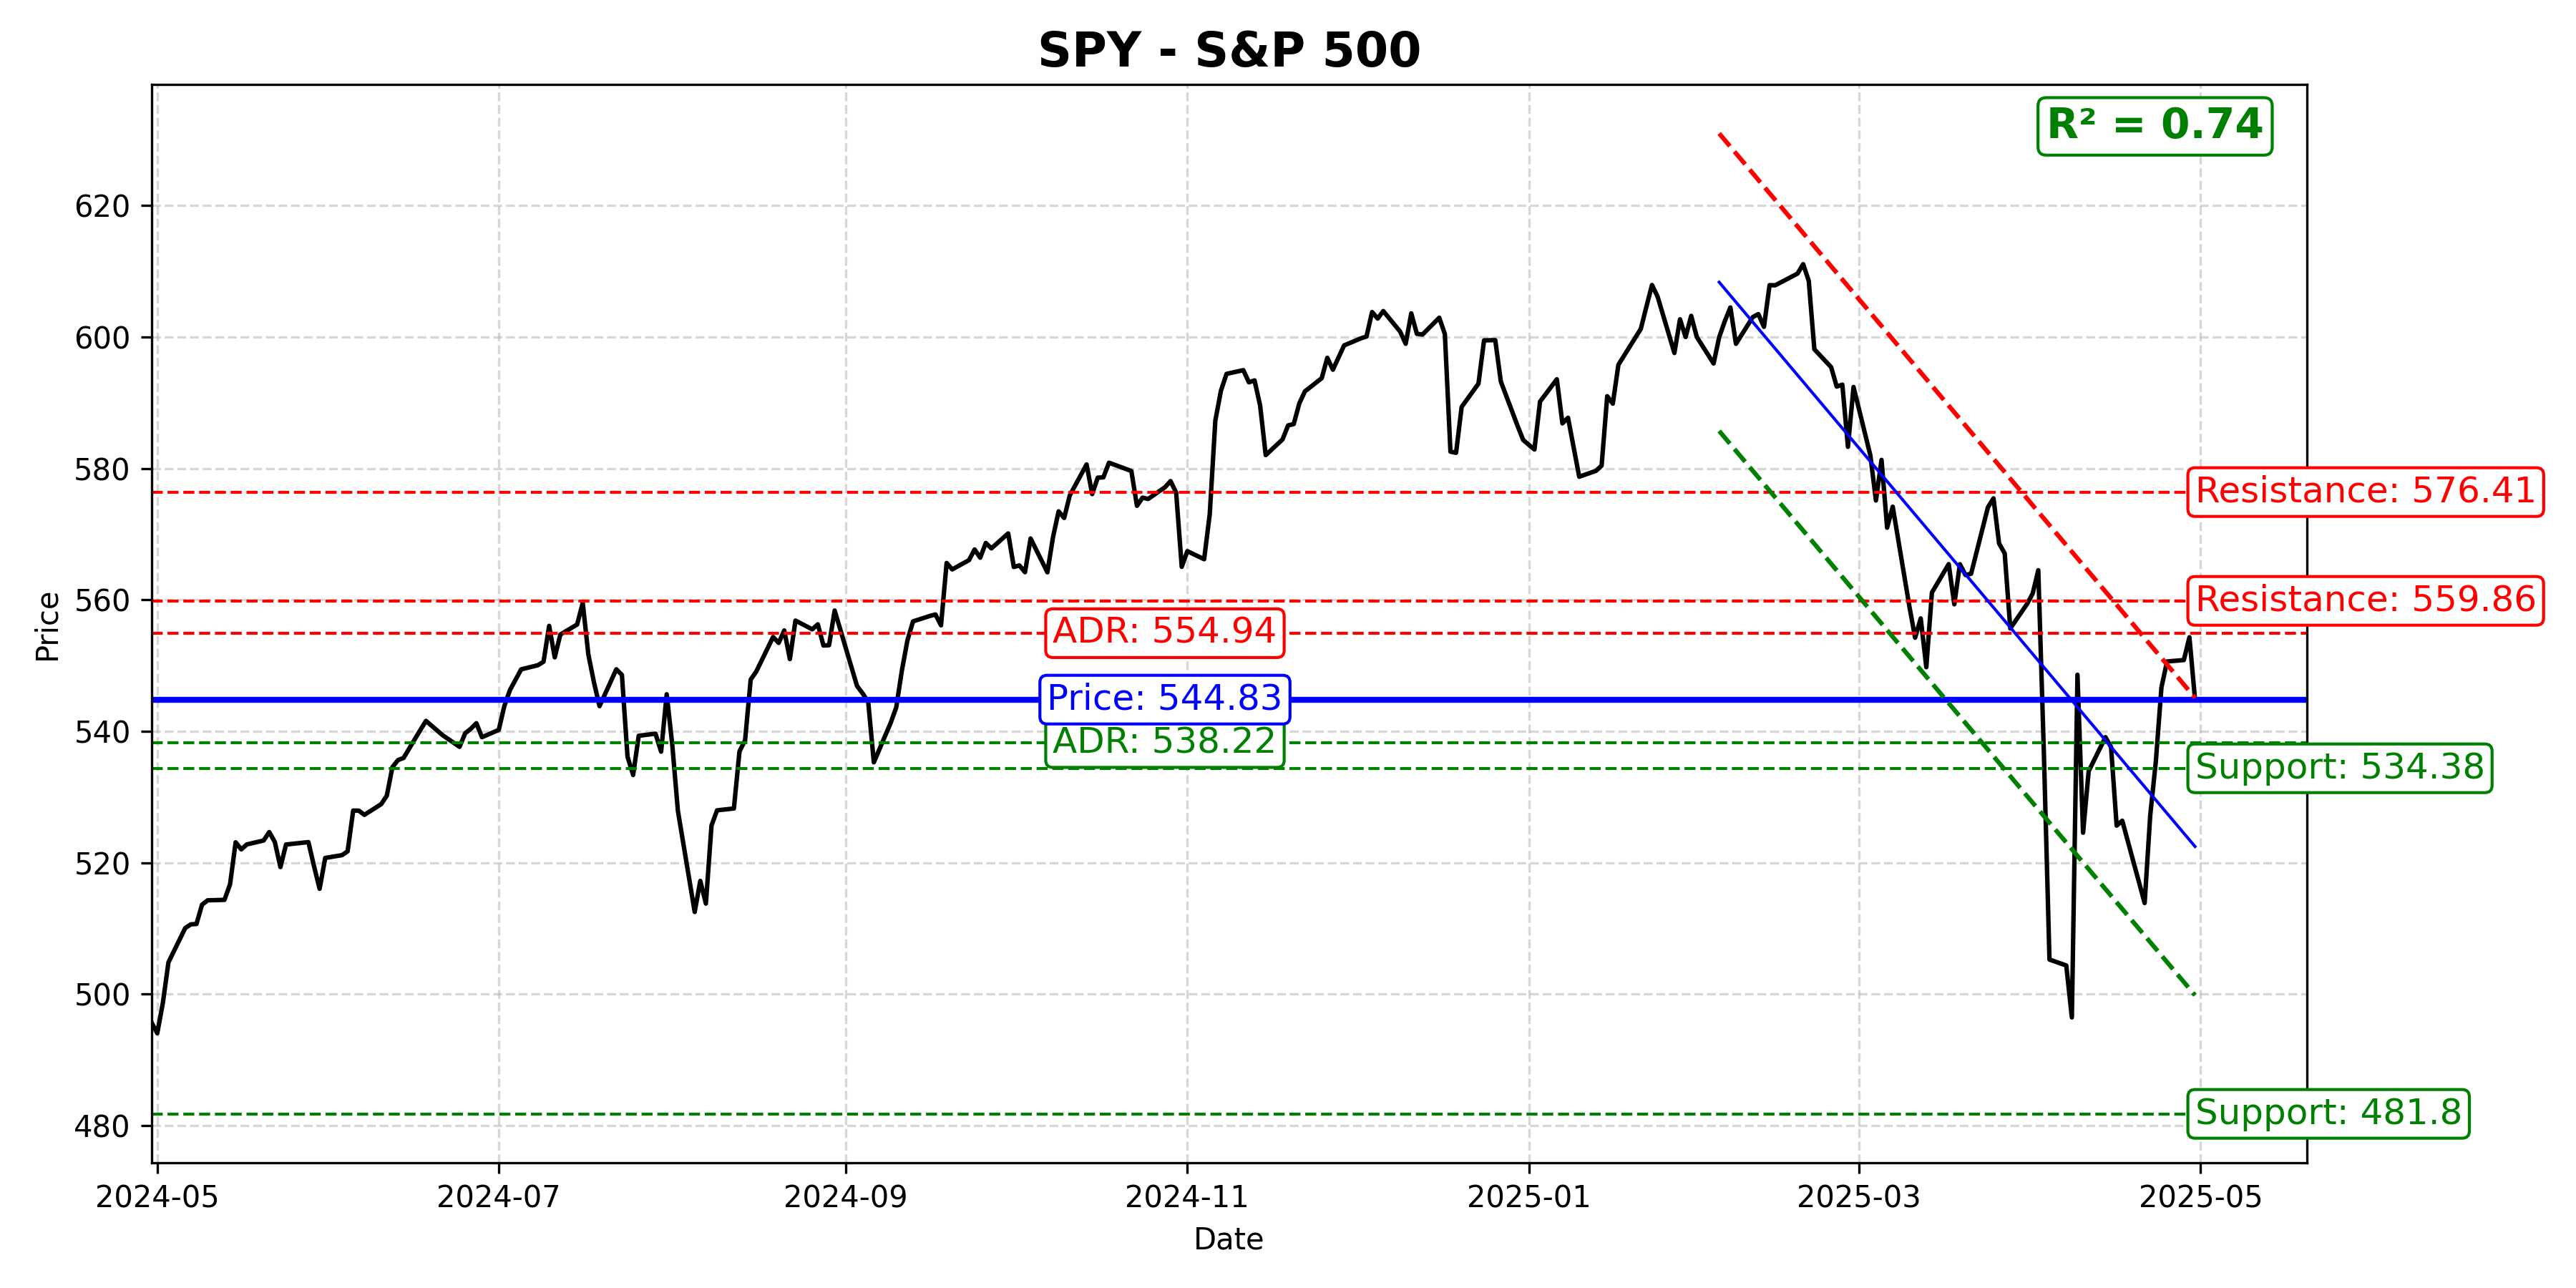 SPY - S&P 500
R² = 0.74
Price
620
600
580
560
540
520
500
480
Resistance: 576.41
Resistance: 559.86
ADR: 554.94
Price: 544.83
ADR: 538.22
Support: 534.38
Support: 481.8
2024-05
2024-07
2024-09
2024-11
2025-01
2025-03
2025-05
Date